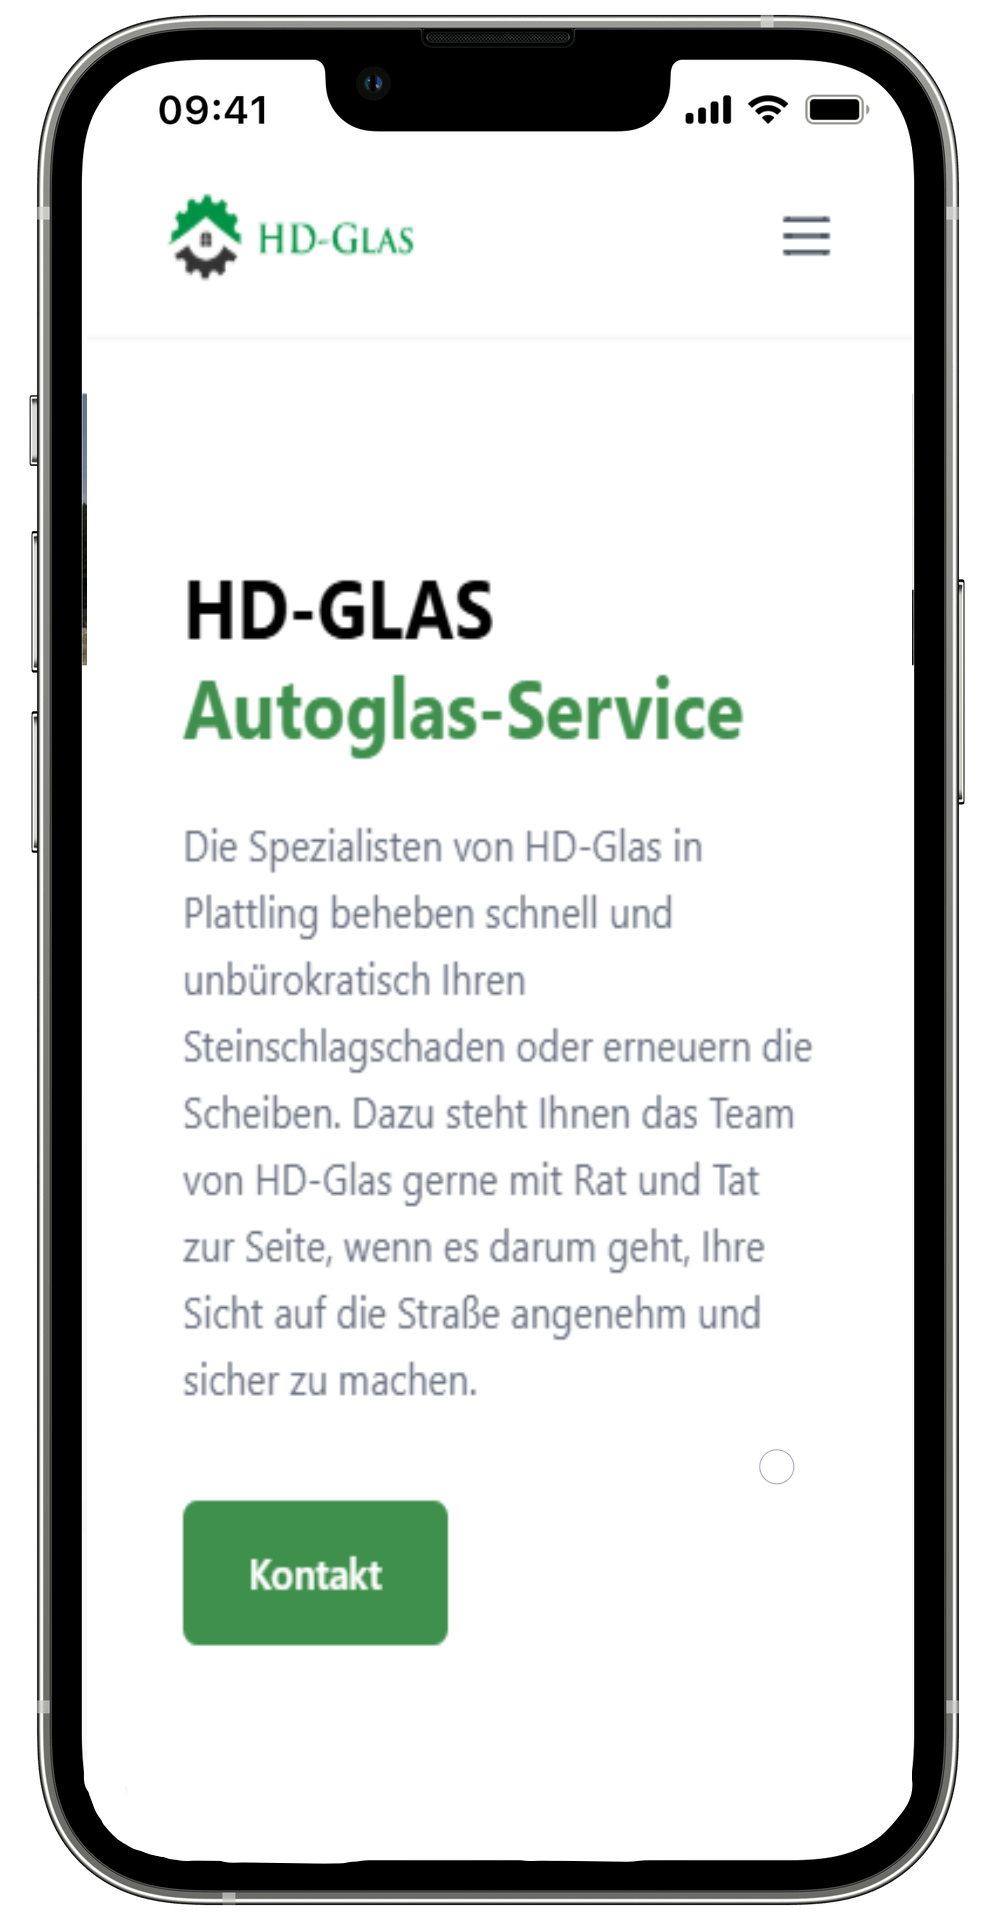 09:41
HD-GLAS
HD-GLAS
Autoglas-Service
Die Spezialisten von HD-Glas in
Plattling beheben schnell und
unbürokratisch Ihren
Steinschlagschaden oder erneuern die
Scheiben. Dazu steht Ihnen das Team
von HD-Glas gerne mit Rat und Tat
zur Seite, wenn es darum geht, Ihre
Sicht auf die Straße angenehm und
sicher zu machen.
Kontakt